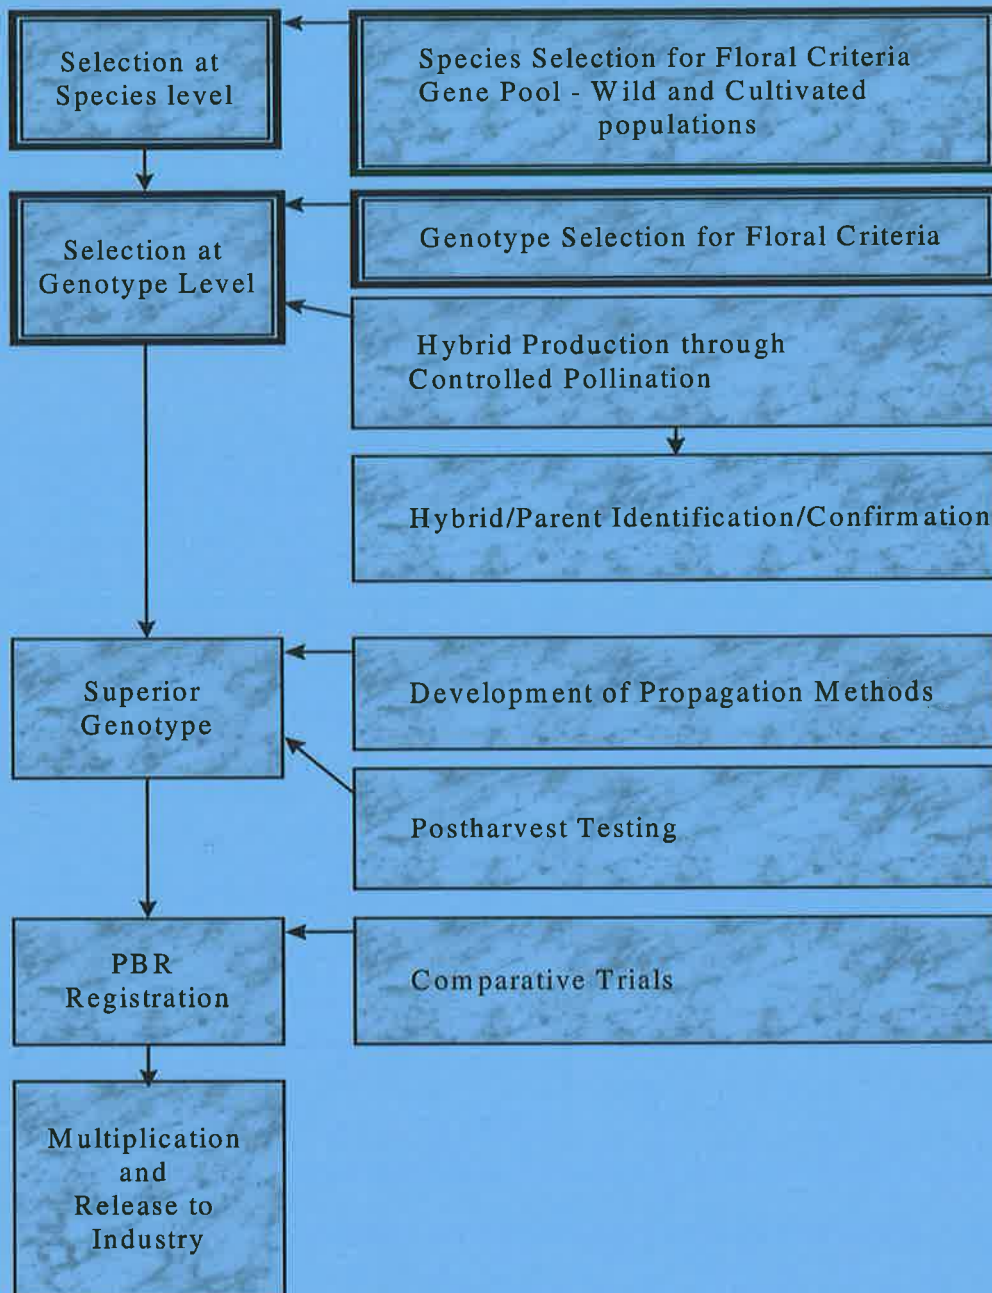 Selection at
Species level
Species Selection for Floral Criteria
Gene Pool - Wild and Cultivated
populations
Selection at
Genotype Level
Genotype Selection for Floral Criteria
Hybrid Production through
Controlled Pollination
Hybrid/Parent Identification/Confirmation
Superior
Genotype
Development of Propagation Methods
Postharvest Testing
PBR
Registration
Comparative Trials
Multiplication
and
Release to
Industry